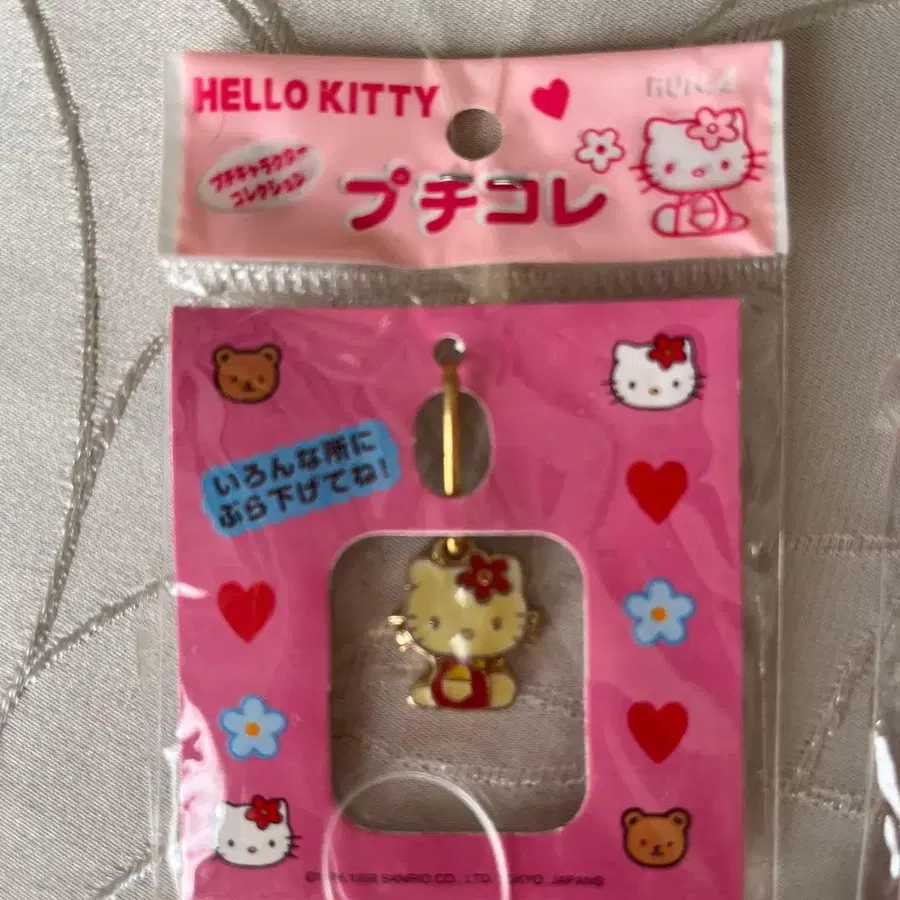 HELLO KITTY
プチキャラクター
コレクション
プチコレ
いろんな所に
ぶら下げてね!
SANRIO CO., LTD. TOKYO, JAPAN